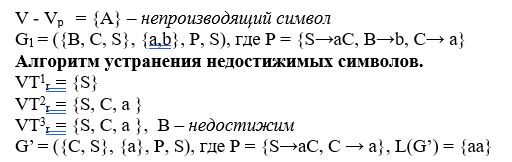 V - Vₚ = {A} – непроизводящий символ
G₁ = ({B, C, S}, {a,b}, P, S), где P = {S→aC, B→b, C→ a}
Алгоритм устранения недостижимых символов.
VT¹ᵣ = {S}
VT²ᵣ = {S, C, a }
VT³ᵣ = {S, C, a }, B – недостижим
G’ = ({C, S}, {a}, P, S), где P = {S→aC, C → a}, L(G’) = {aa}